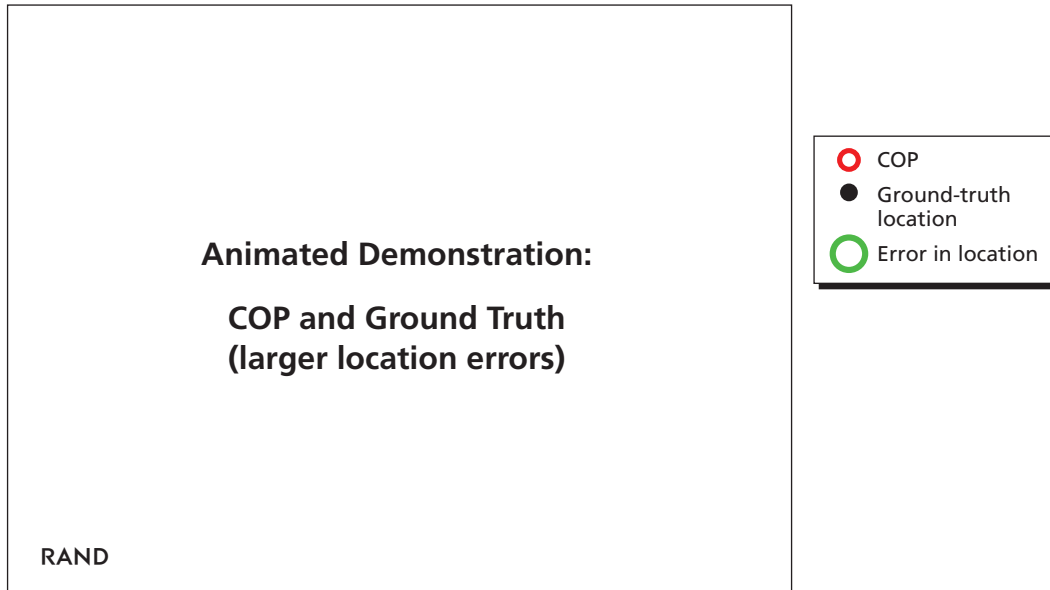 Animated Demonstration:
COP and Ground Truth
(larger location errors)
RAND
COP
Ground-truth
location
Error in location